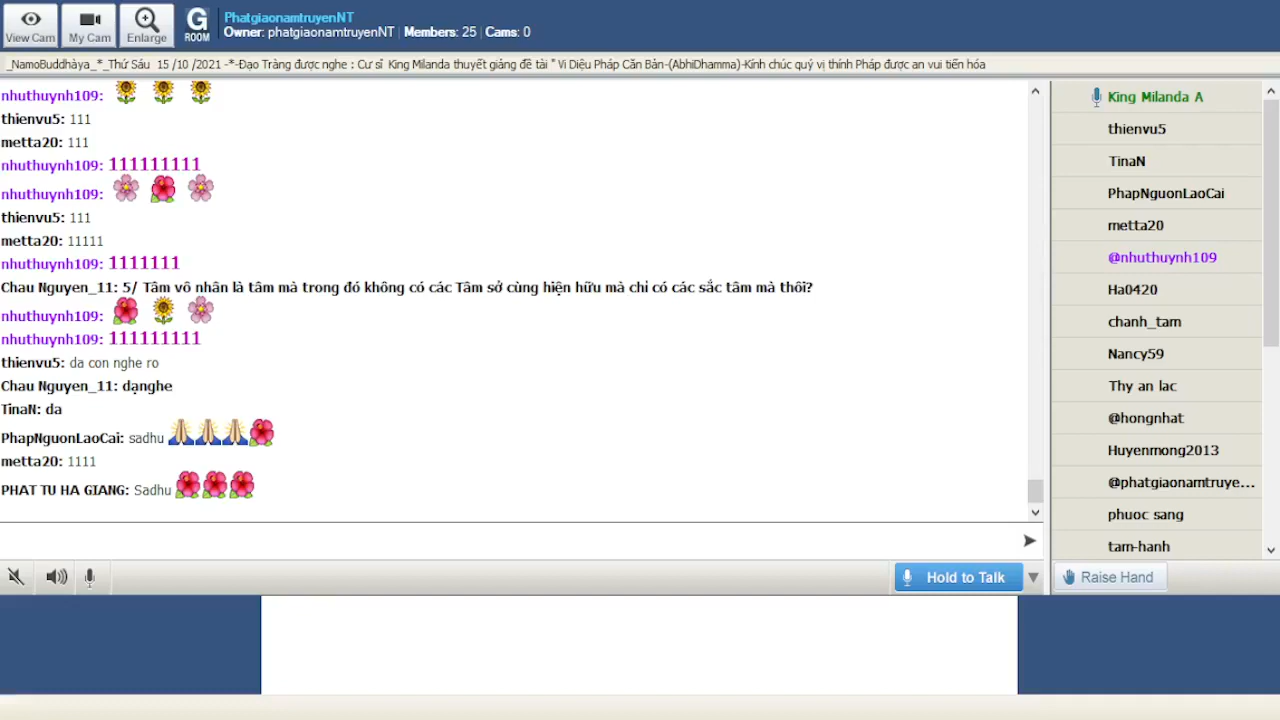 View Cam
My Cam
Enlarge
G
ROOM
PhatgiaonamtruyenNT
Owner: phatgiaonamtruyenNT | Members: 25 | Cams: 0
_NamoBuddhàya_*_Thứ Sáu 15 /10 /2021 -*-Đạo Tràng được nghe : Cư sĩ King Milanda thuyết giảng đề tài " Vi Diệu Pháp Căn Bản-(AbhiDhamma)-Kính chúc quý vị thính Pháp được an vui tiến hóa
nhuthuynh109:
thienvu5: 111
metta20: 111
nhuthuynh109: 111111111
nhuthuynh109:
thienvu5: 111
metta20: 11111
nhuthuynh109: 1111111
Chau Nguyen_11: 5/ Tâm vô nhân là tâm mà trong đó không có các Tâm sở cùng hiện hữu mà chỉ có các sắc tâm mà thôi?
nhuthuynh109:
nhuthuynh109: 111111111
thienvu5: da con nghe ro
Chau Nguyen_11: dạnghe
TinaN: da
PhapNguonLaoCai: sadhu
metta20: 1111
PHAT TU HA GIANG: Sadhu
King Milanda A
thienvu5
TinaN
PhapNguonLaoCai
metta20
@nhuthuynh109
Ha0420
chanh_tam
Nancy59
Thy an lac
@hongnhat
Huyenmong2013
@phatgiaonamtruye...
phuoc sang
tam-hanh
Hold to Talk
Raise Hand